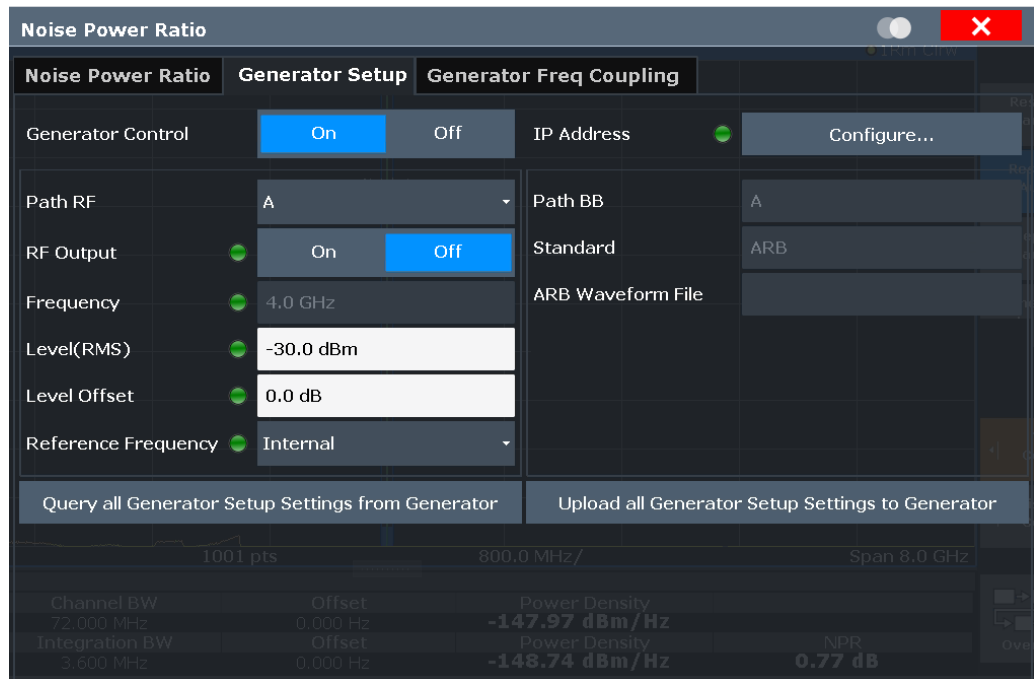 Noise Power Ratio
1Rm Clrw
Noise Power Ratio Generator Setup Generator Freq Coupling
Generator Control On Off IP Address Configure...
Path RF A Path BB A
RF Output On Off Standard ARB
Frequency 4.0 GHz ARB Waveform File
Level(RMS) -30.0 dBm
Level Offset 0.0 dB
Reference Frequency Internal
Query all Generator Setup Settings from Generator Upload all Generator Setup Settings to Generator
1001 pts 800.0 MHz/ Span 8.0 GHz
Channel BW Offset Power Density
72.000 MHz 0.000 Hz -147.97 dBm/Hz
Integration BW Offset Power Density NPR
3.600 MHz 0.000 Hz -148.74 dBm/Hz 0.77 dB